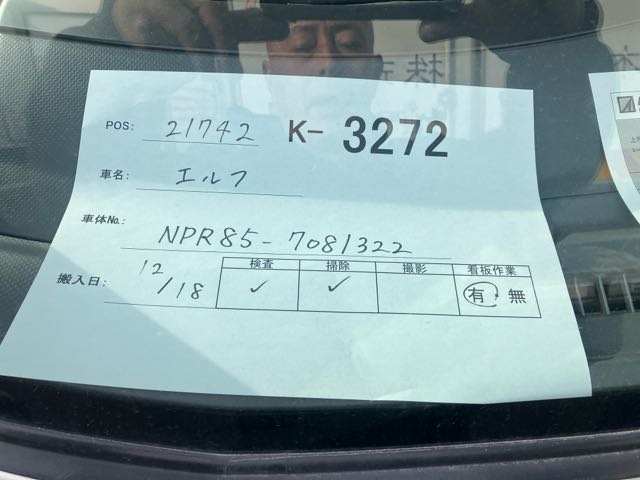 POS: 21742 K- 3272
車名: エルフ
車体No.: NPR85-7081322
搬入日: 12/18
検査 掃除 撮影 看板作業
✓ ✓ 有 無